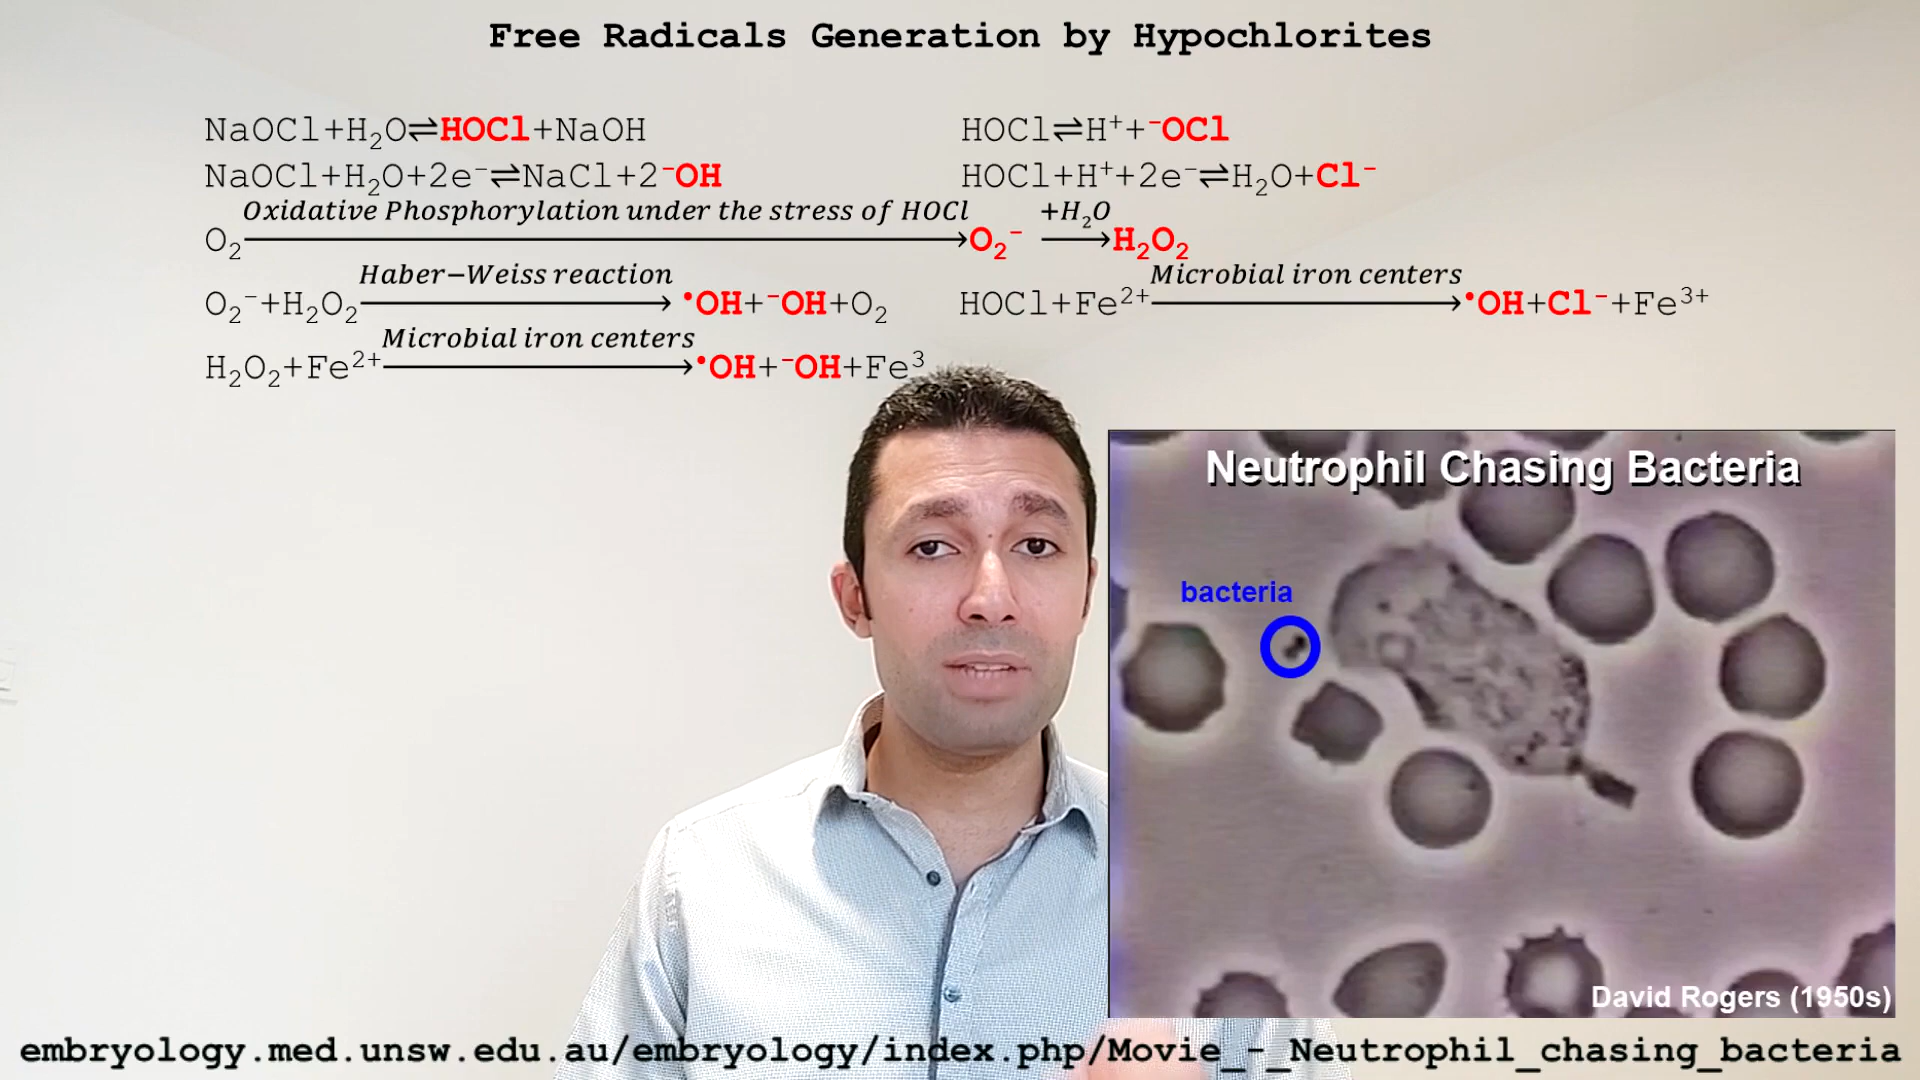 Free Radicals Generation by Hypochlorites
NaOCl+H₂O⇌HOCl+NaOH
HOCl⇌H⁺+⁻OCl
NaOCl+H₂O+2e⁻⇌NaCl+2⁻OH
HOCl+H⁺+2e⁻⇌H₂O+Cl⁻
Oxidative Phosphorylation under the stress of HOCl
+H₂O
O₂→O₂⁻→H₂O₂
Haber−Weiss reaction
Microbial iron centers
O₂⁻+H₂O₂→•OH+⁻OH+O₂
HOCl+Fe²⁺→•OH+Cl⁻+Fe³⁺
Microbial iron centers
H₂O₂+Fe²⁺→•OH+⁻OH+Fe³
Neutrophil Chasing Bacteria
bacteria
David Rogers (1950s)
embryology.med.unsw.edu.au/embryology/index.php/Movie_-_Neutrophil_chasing_bacteria